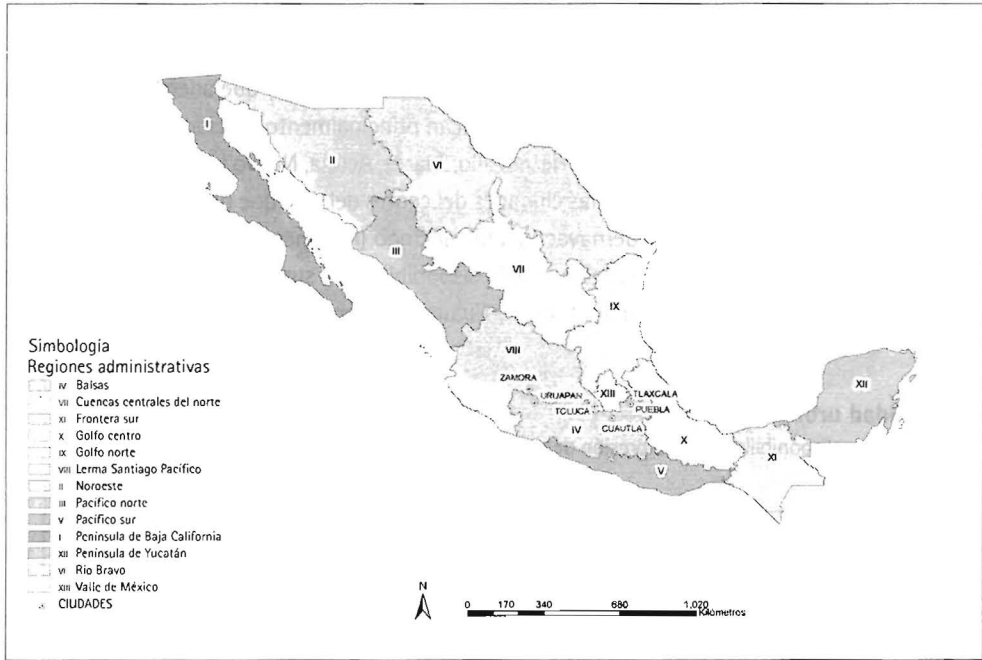 I
II
VI
III
VII
IX
VIII
ZAMORA
URUAPAN
XIII
TLAXCALA
TOLUCA
PUEBLA
IV
CUAUTLA
X
XII
XI
V
Simbología
Regiones administrativas
IV Balsas
VII Cuencas centrales del norte
XI Frontera sur
X Golfo centro
IX Golfo norte
VIII Lerma Santiago Pacífico
II Noroeste
III Pacífico norte
V Pacífico sur
I Península de Baja California
XII Península de Yucatán
VI Río Bravo
XIII Valle de México
CIUDADES
N
0 170 340 680 1,020
Kilómetros